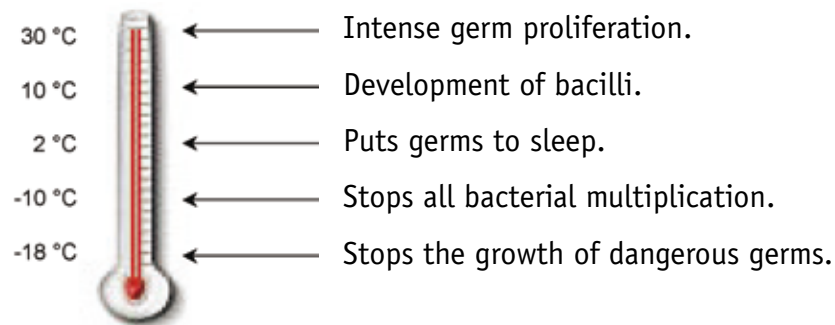 30 °C Intense germ proliferation.
10 °C Development of bacilli.
2 °C Puts germs to sleep.
-10 °C Stops all bacterial multiplication.
-18 °C Stops the growth of dangerous germs.